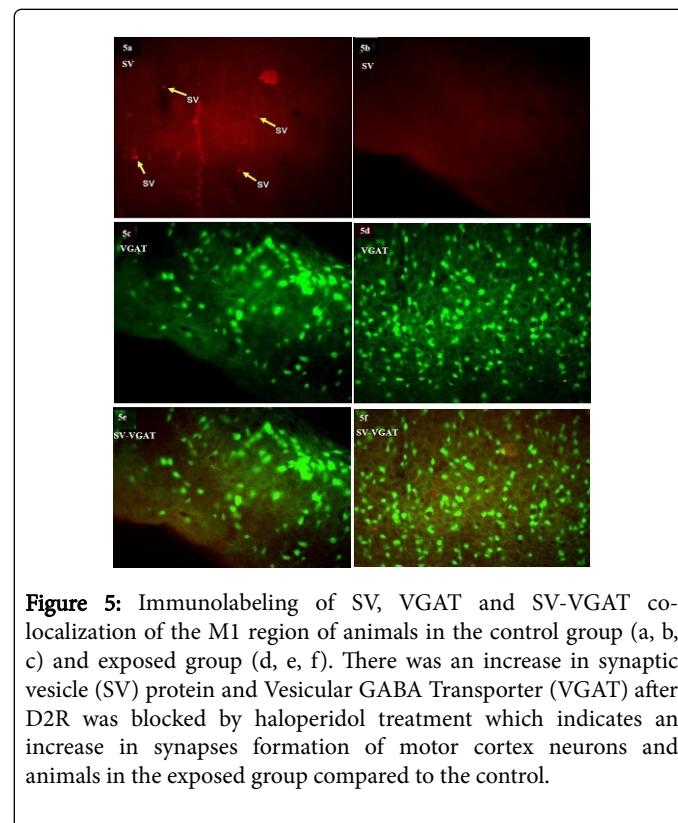 5a
SV
SV
SV
SV
SV
5b
SV
5c
VGAT
5d
VGAT
5e
SV-VGAT
5f
SV-VGAT
Figure 5: Immunolabeling of SV, VGAT and SV-VGAT co-
localization of the M1 region of animals in the control group (a, b,
c) and exposed group (d, e, f). There was an increase in synaptic
vesicle (SV) protein and Vesicular GABA Transporter (VGAT) after
D2R was blocked by haloperidol treatment which indicates an
increase in synapses formation of motor cortex neurons and
animals in the exposed group compared to the control.